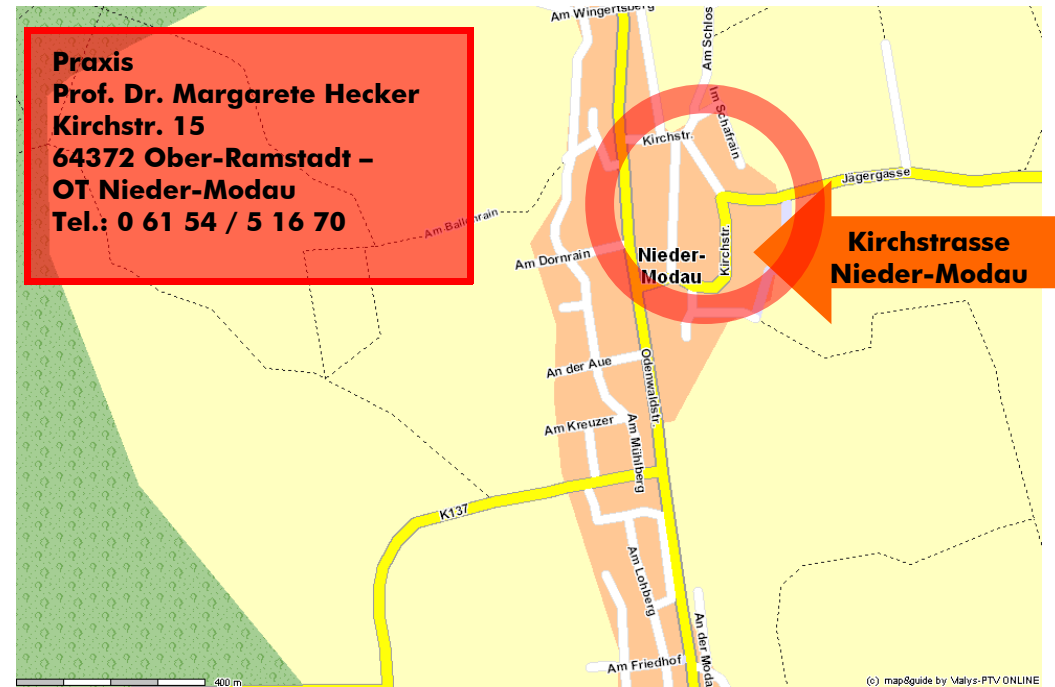 Praxis
Prof. Dr. Margarete Hecker
Kirchstr. 15
64372 Ober-Ramstadt –
OT Nieder-Modau
Tel.: 0 61 54 / 5 16 70
Am Wingertsberg
Am Schlos
Im Schafrain
Kirchstr.
Jägergasse
Am Ballenrain
Am Dornrain
Nieder-
Modau
Kirchstr.
Kirchstrasse
Nieder-Modau
An der Aue
Odenwaldstr.
Am Kreuzer
Am Mühlberg
K137
Am Lohberg
An der Moda
Am Friedhof
400 m
(c) map&guide by Vialys-PTV ONLINE